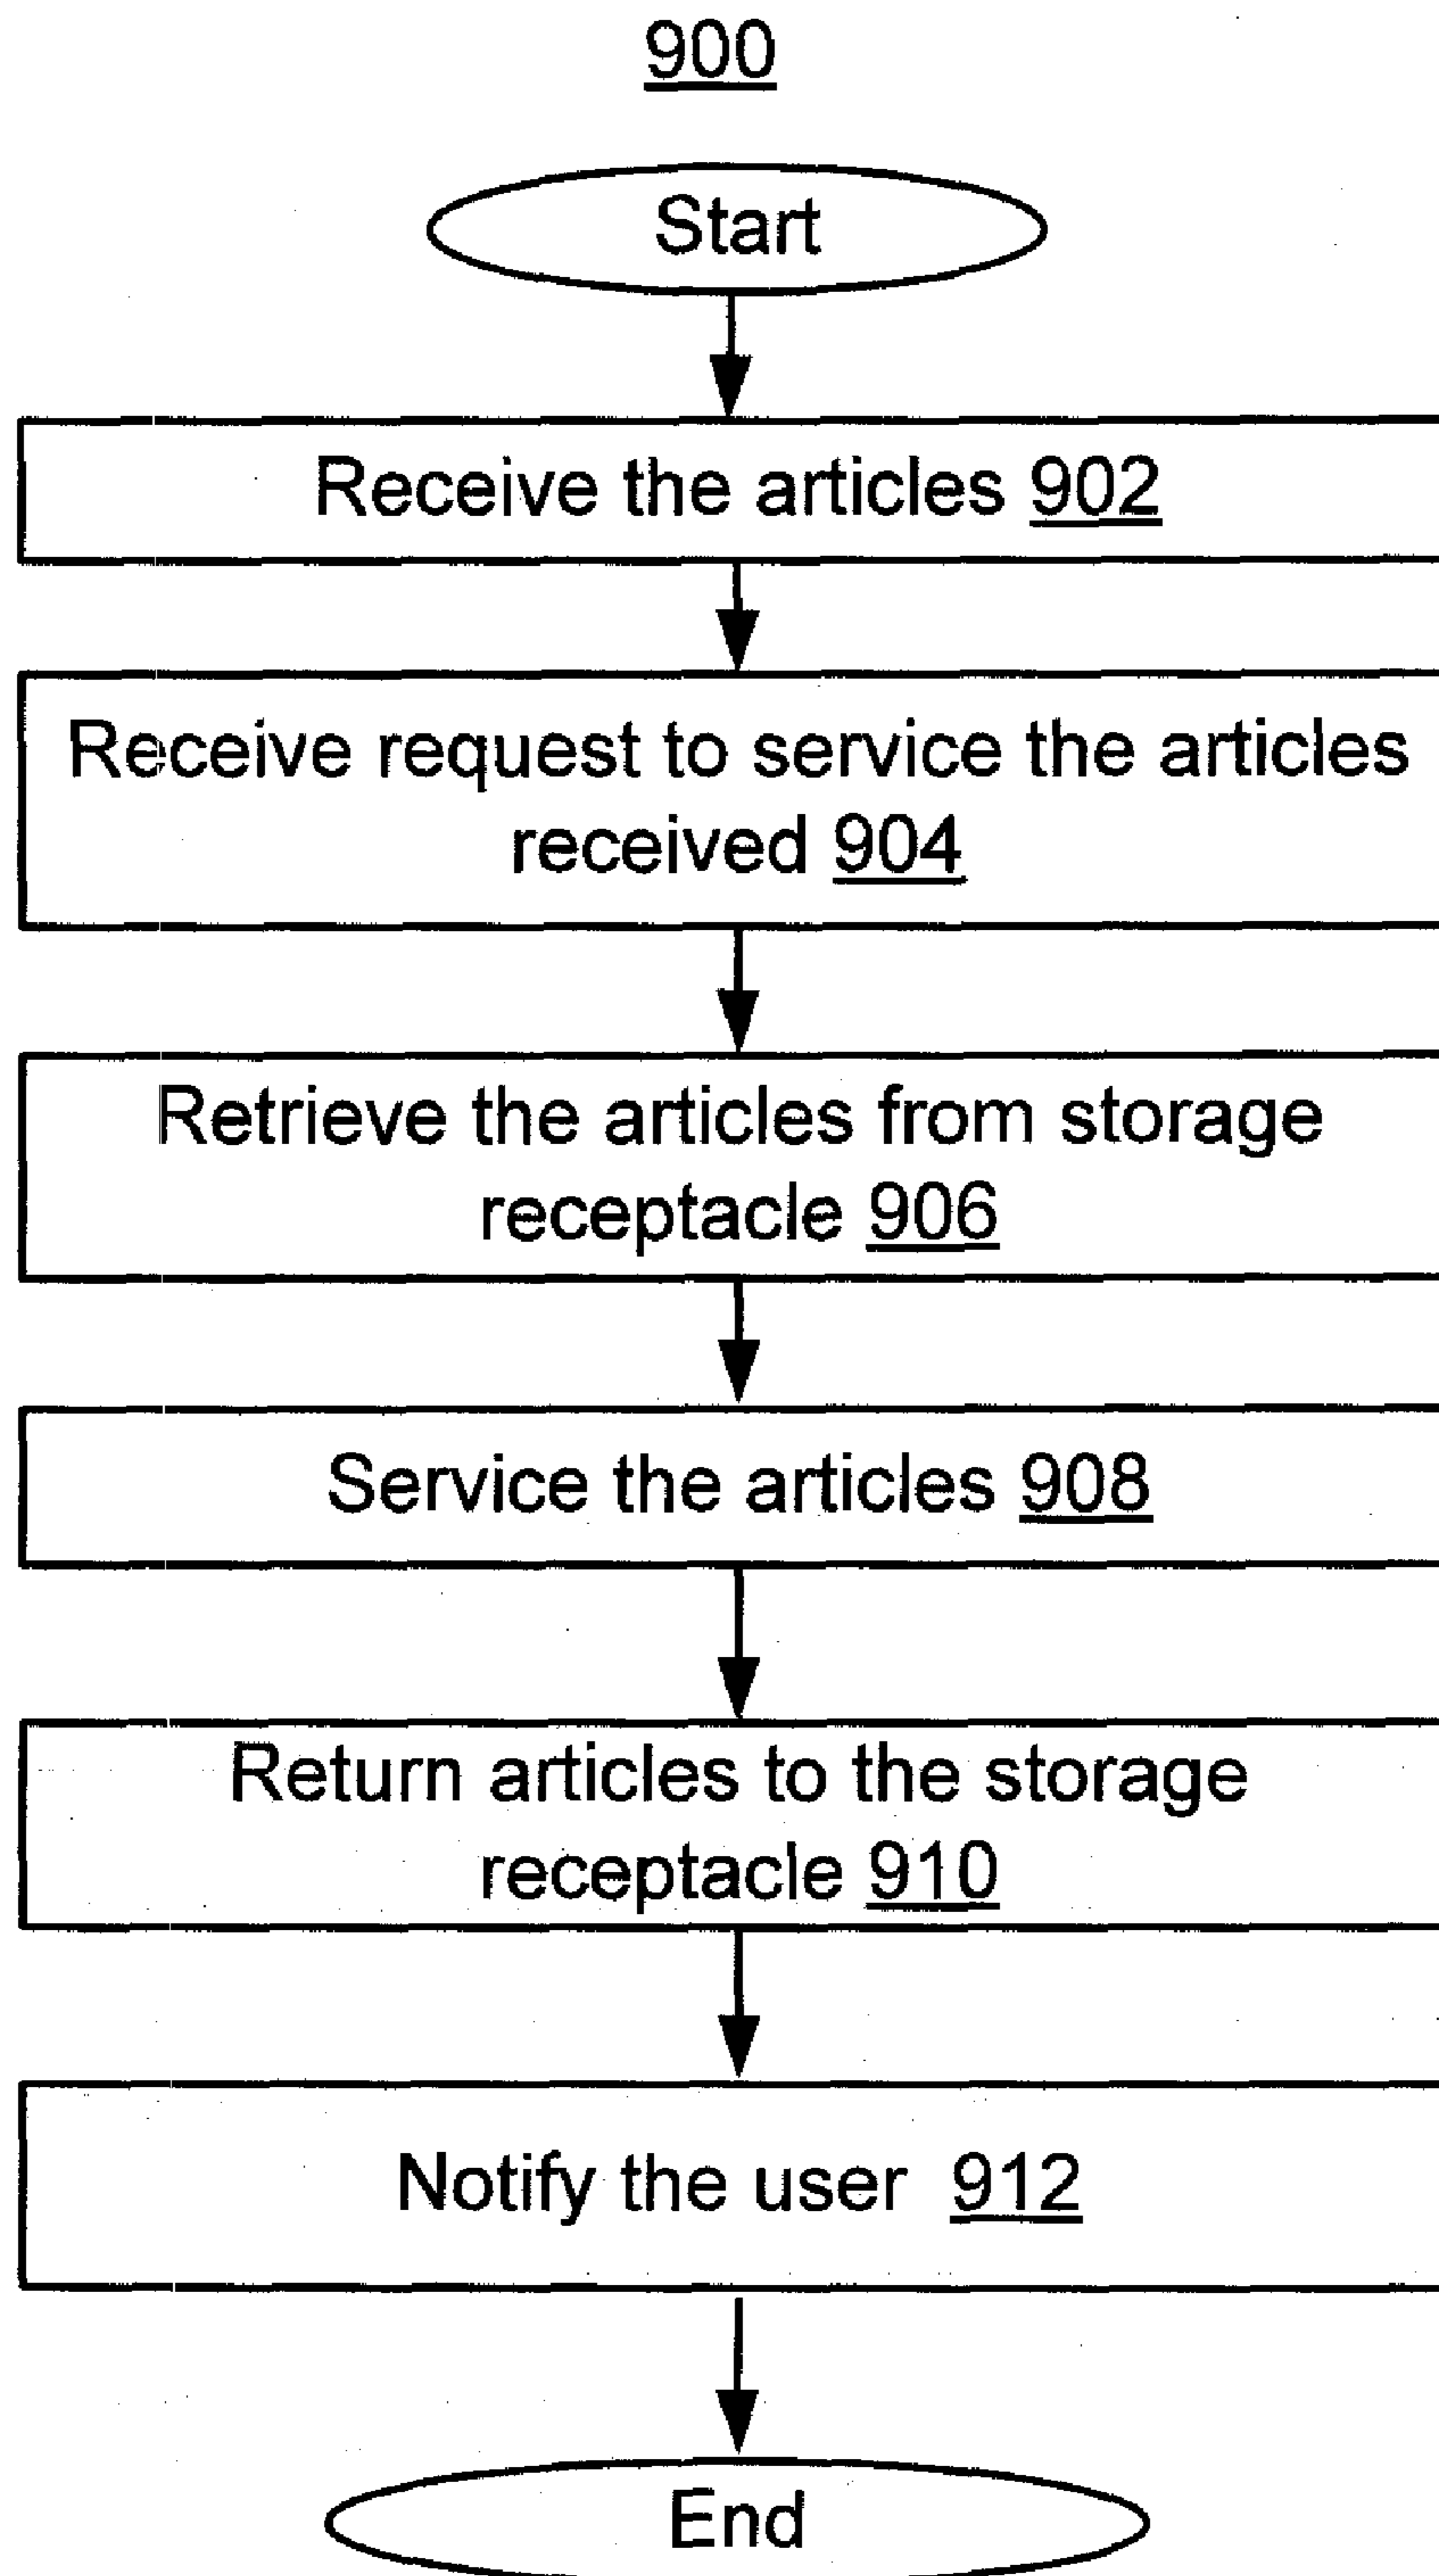 900
Start
Receive the articles 902
Receive request to service the articles
received 904
Retrieve the articles from storage
receptacle 906
Service the articles 908
Return articles to the storage
receptacle 910
Notify the user 912
End